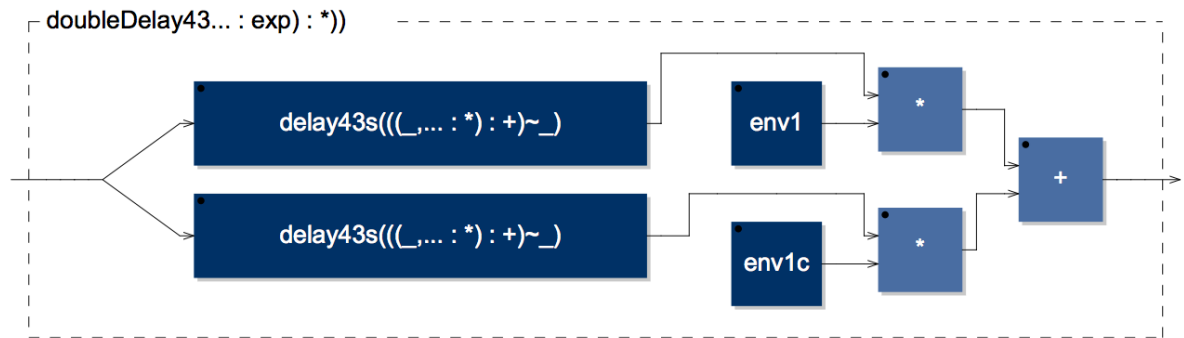 doubleDelay43... : exp) : *))
delay43s(((_,... : *) : +)~_)
env1
*
+
delay43s(((_,... : *) : +)~_)
env1c
*